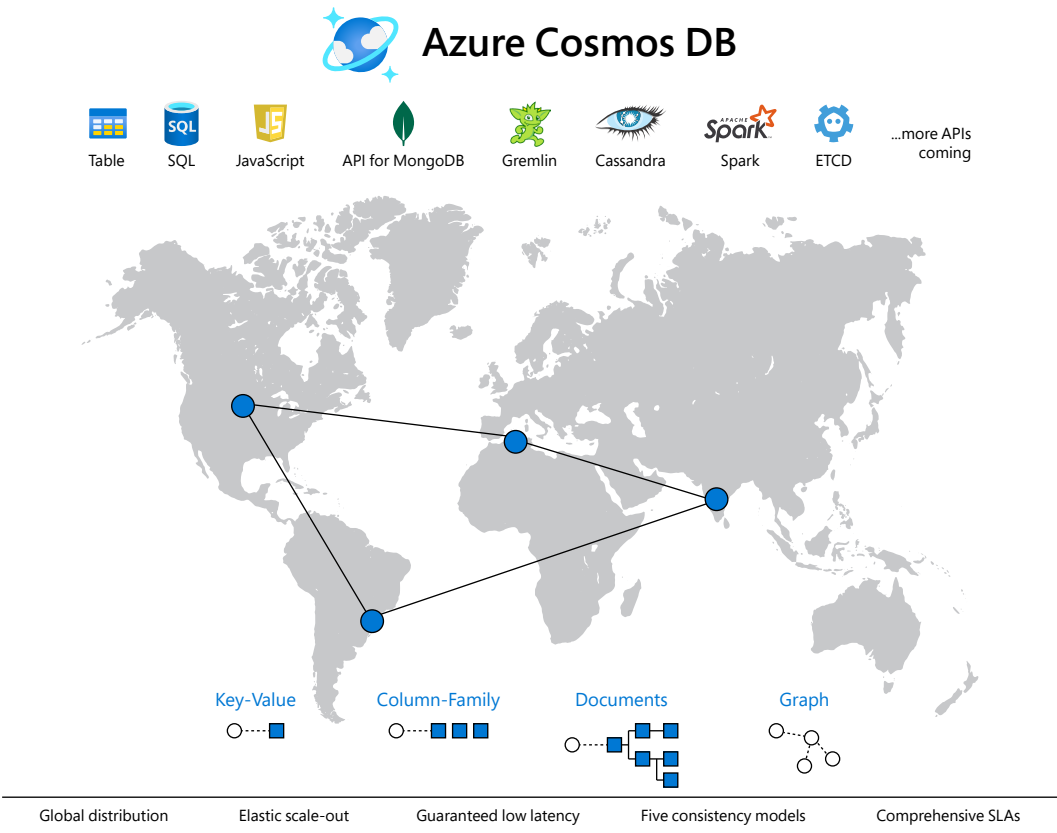 Azure Cosmos DB
SQL
JS
APACHE
Spark
Table
SQL
JavaScript
API for MongoDB
Gremlin
Cassandra
Spark
ETCD
...more APIs
coming
Key-Value
Column-Family
Documents
Graph
Global distribution
Elastic scale-out
Guaranteed low latency
Five consistency models
Comprehensive SLAs